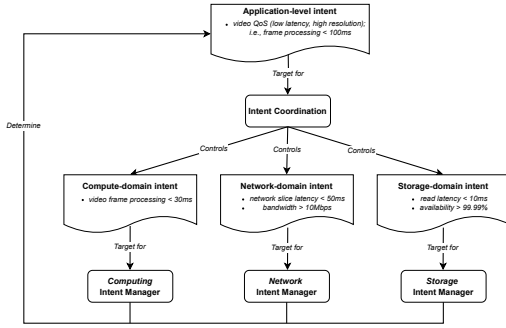 Application-level intent
• video QoS (low latency, high resolution);
i.e., frame processing < 100ms
Target for
Intent Coordination
Determine
Controls
Controls
Controls
Compute-domain intent
• video frame processing < 30ms
Network-domain intent
• network slice latency < 50ms
• bandwidth > 10Mbps
Storage-domain intent
• read latency < 10ms
• availability > 99.99%
Target for
Target for
Target for
Computing
Intent Manager
Network
Intent Manager
Storage
Intent Manager